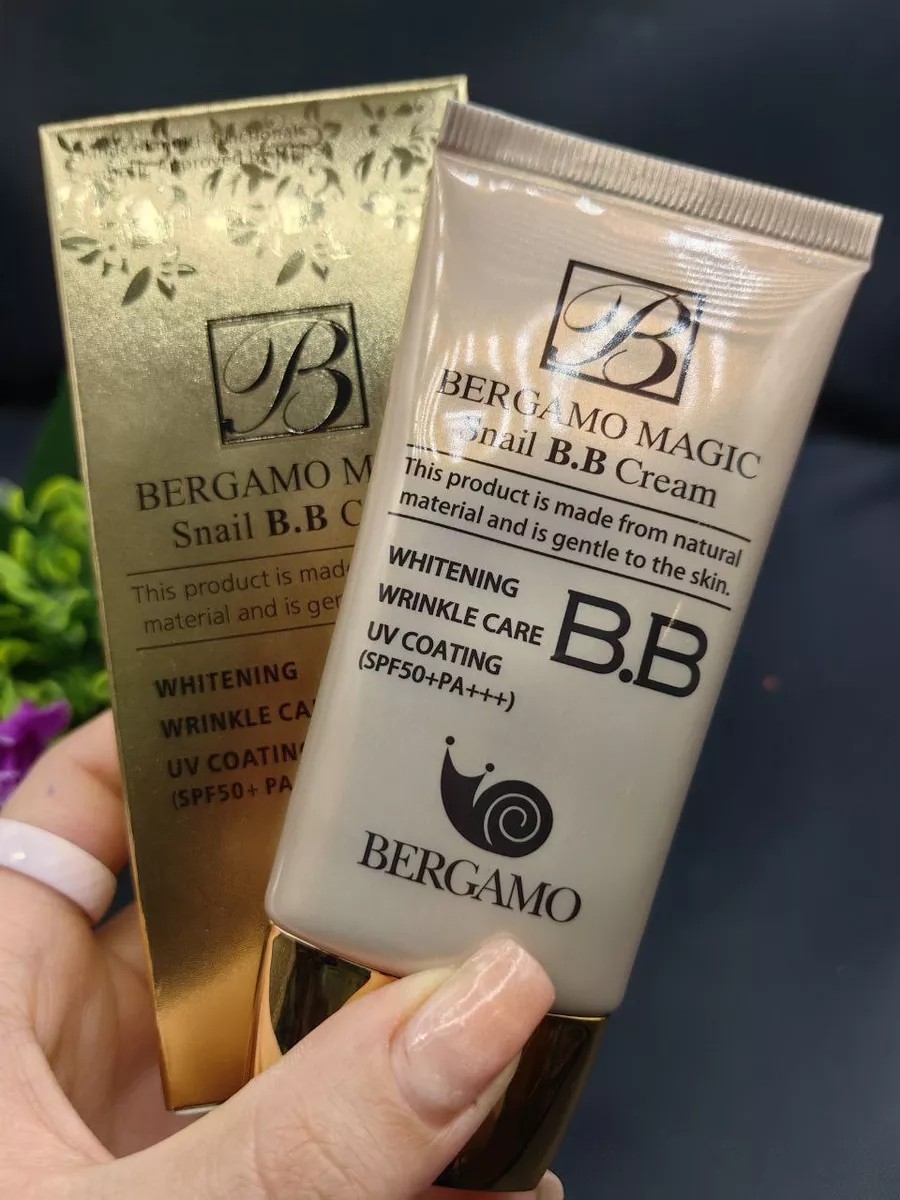 B
BERGAMO M
Snail B.B C
This product is made
material and is gen
WHITENING
WRINKLE CA
UV COATING
(SPF50+ PA
B
BERGAMO MAGIC
Snail B.B Cream
This product is made from natural
material and is gentle to the skin.
WHITENING
WRINKLE CARE
UV COATING
(SPF50+PA+++)
B.B
BERGAMO